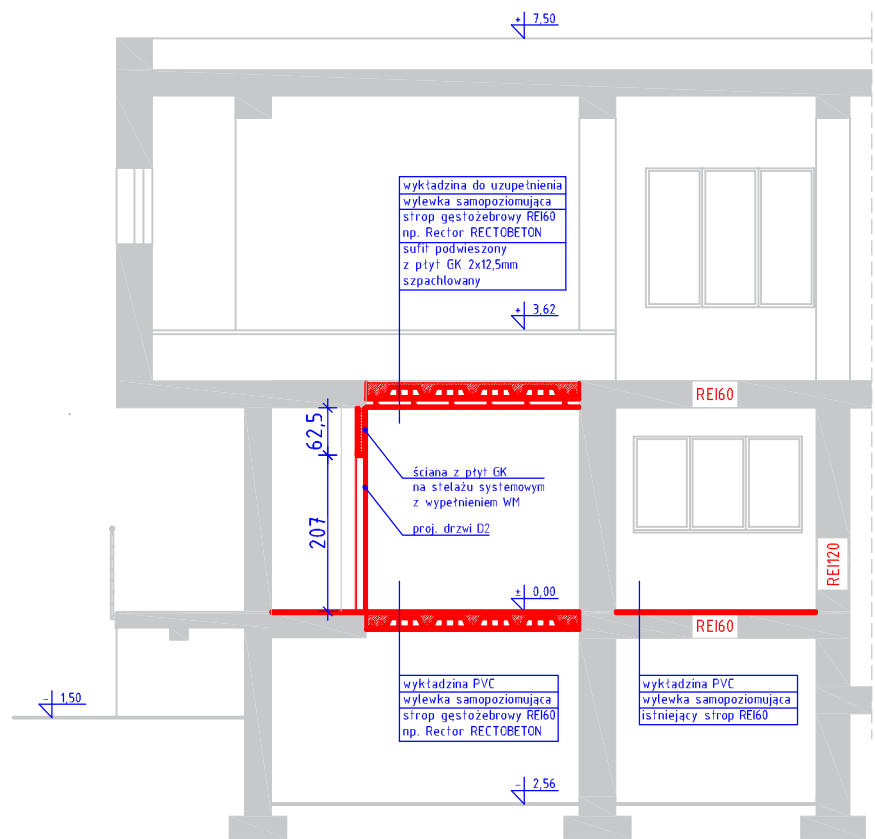 + 7,50
wykładzina do uzupełnienia
wylewka samopoziomująca
strop gęstożebrowy REI60
np. Rector RECTOBETON
sufit podwieszony
z płyt GK 2x12,5mm
szpachlowany
+ 3,62
REI60
62,5
ściana z płyt GK
na stelażu systemowym
z wypełnieniem WM
207
proj. drzwi D2
REI120
± 0,00
REI60
wykładzina PVC
wylewka samopoziomująca
strop gęstożebrowy REI60
np. Rector RECTOBETON
wykładzina PVC
wylewka samopoziomująca
istniejący strop REI60
- 1,50
- 2,56